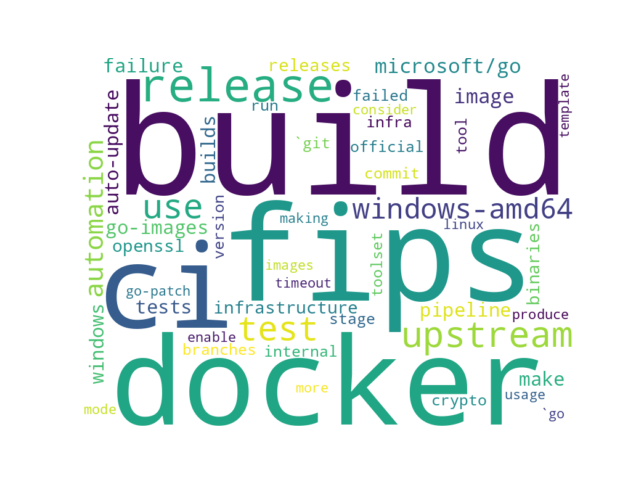 failure
releases
microsoft/go
release
run
failed
consider
infra
image
template
build
auto-update
builds
`git
official
tool
commit
automation
use
version
making
windows-amd64
linux
go-images
openssl
fips
ci
images
timeout
toolset
binaries
go-patch
tests
infrastructure
stage
pipeline
produce
windows
enable
test
upstream
branches
internal
docker
more
make
mode
crypto
usage
`go